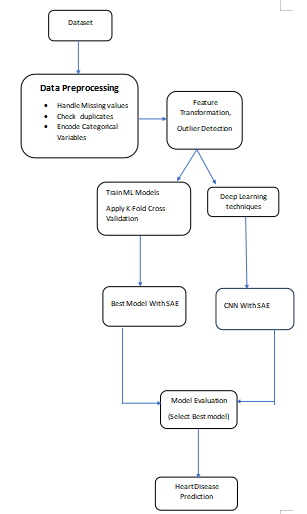 Dataset
Data Preprocessing
Handle Missing values
Check duplicates
Encode Categorical
Variables
Feature
Transformation,
Outlier Detection
Train ML Models
Apply K Fold Cross-
Validation
Deep Learning
techniques
Best Model With SAE
CNN With SAE
Model Evaluation
(Select Best model)
Heart Disease
Prediction